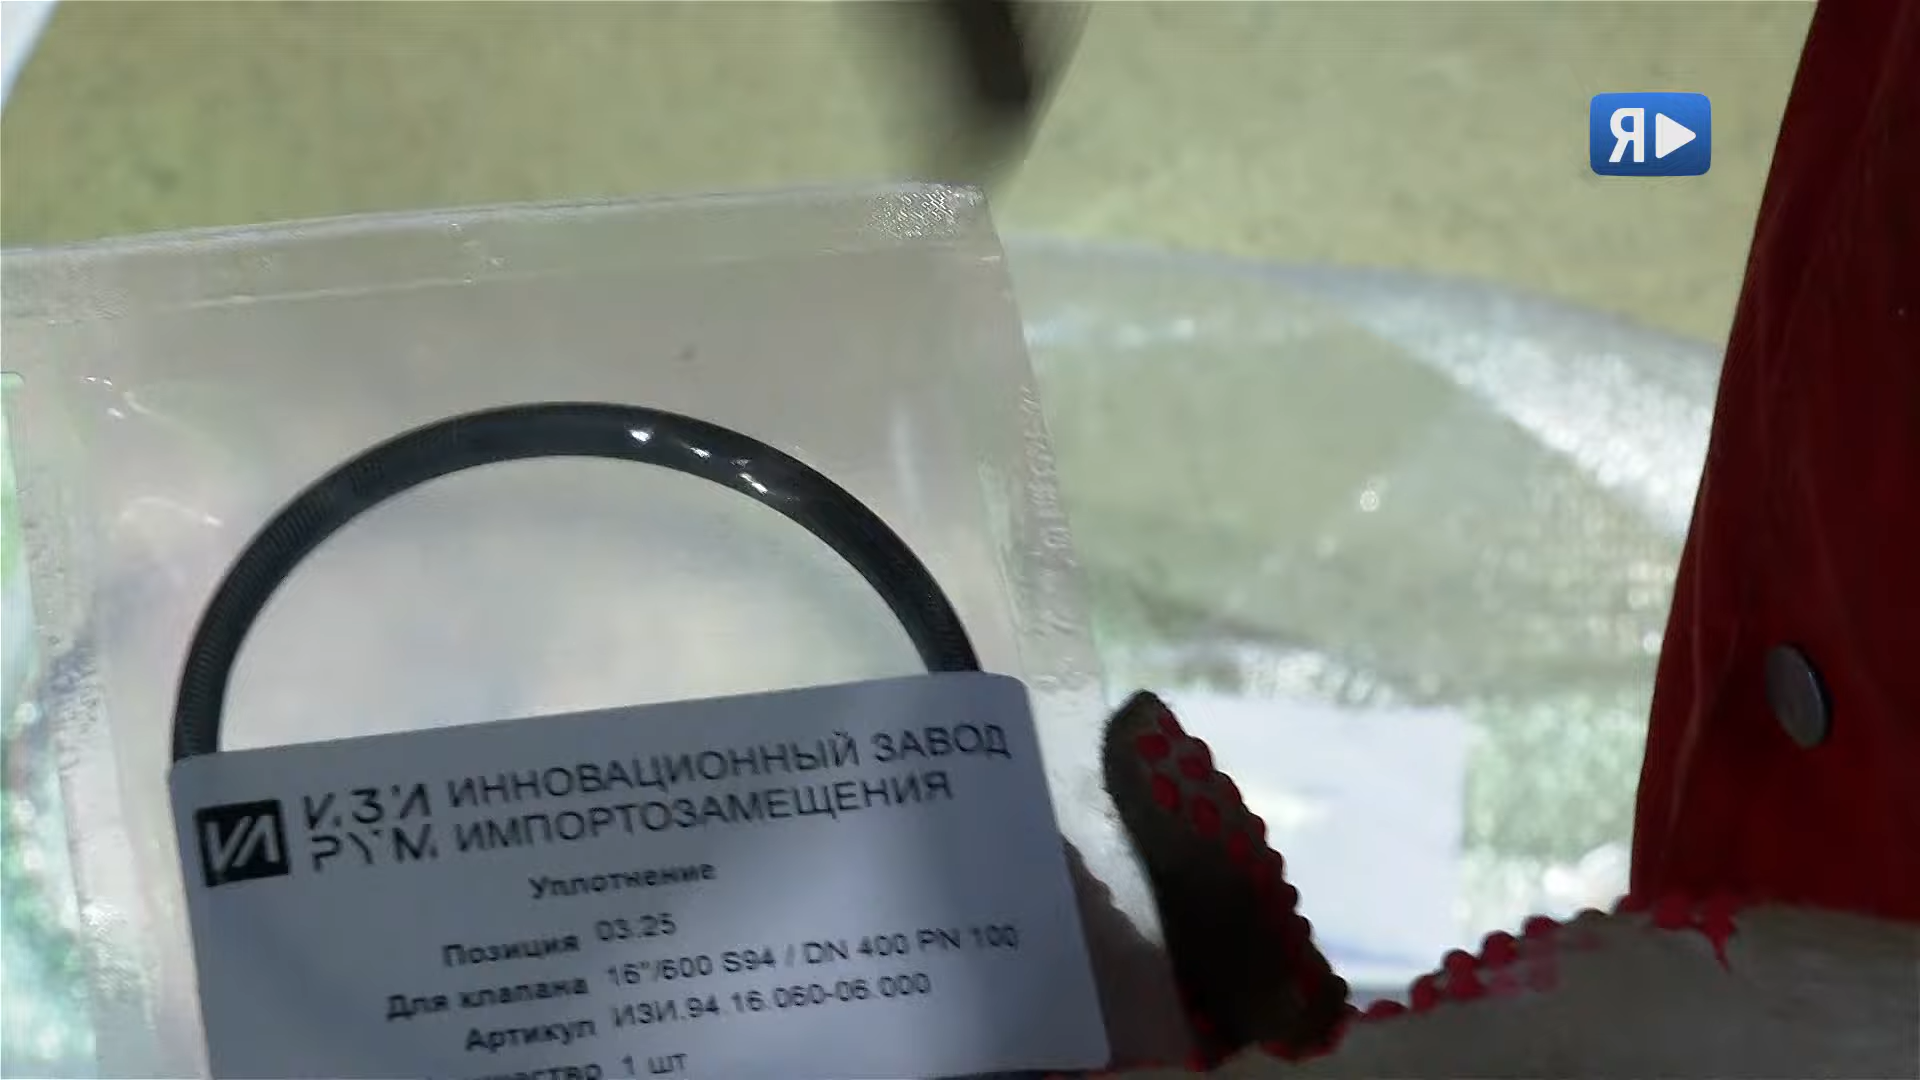 Я
ИЗИ ИННОВАЦИОННЫЙ ЗАВОД
РУМ ИМПОРТОЗАМЕЩЕНИЯ
Уплотнение
Позиция 03.25
Для клапана 16"/600 S94 / DN 400 PN 100
Артикул ИЗИ.94.16.060-06.000
1 шт